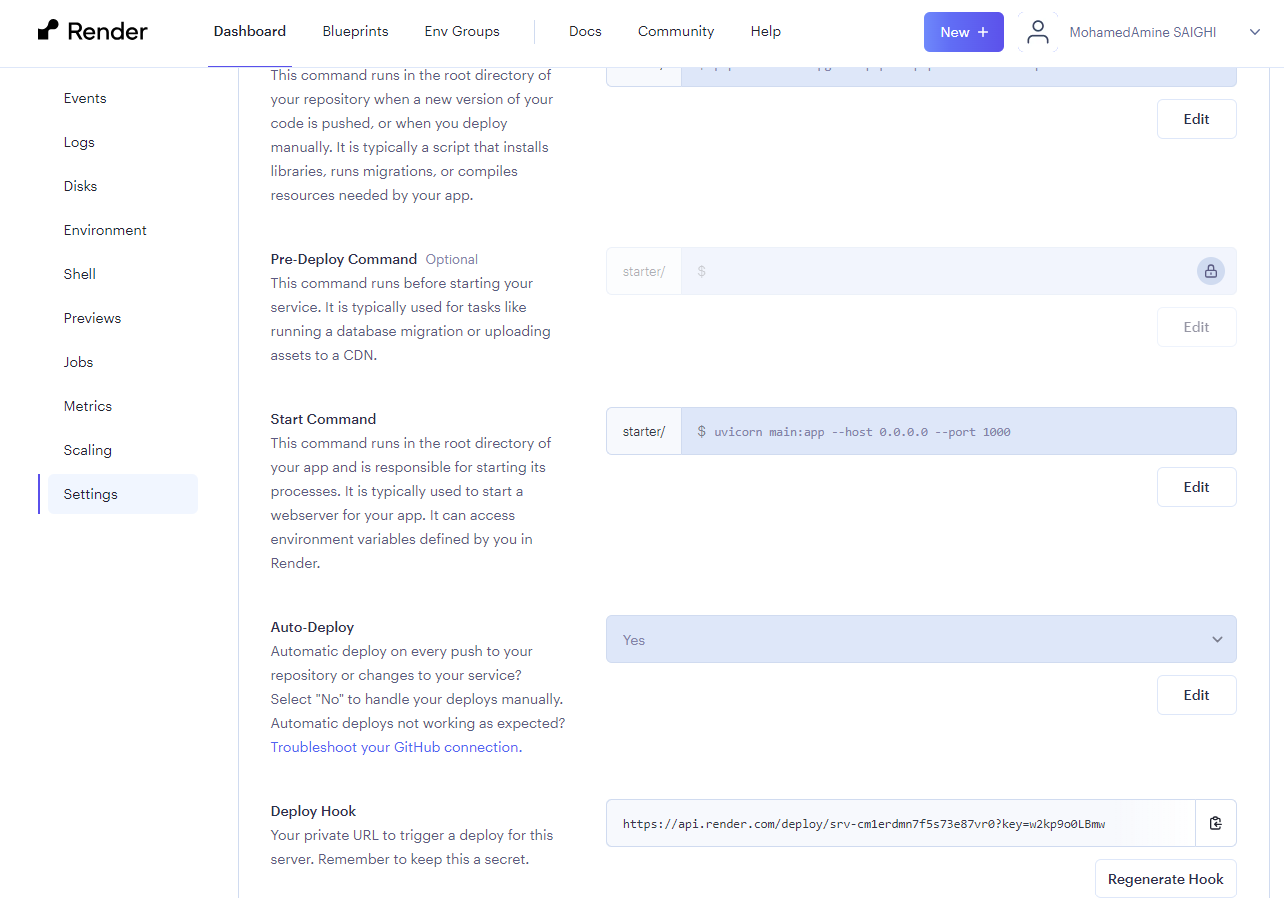 Render
Dashboard
Blueprints
Env Groups
Docs
Community
Help
New +
MohamedAmine SAIGHI
Events
Logs
Disks
Environment
Shell
Previews
Jobs
Metrics
Scaling
Settings
This command runs in the root directory of
your repository when a new version of your
code is pushed, or when you deploy
manually. It is typically a script that installs
libraries, runs migrations, or compiles
resources needed by your app.
Edit
Pre-Deploy Command Optional
This command runs before starting your
service. It is typically used for tasks like
running a database migration or uploading
assets to a CDN.
starter/ $
Edit
Start Command
This command runs in the root directory of
your app and is responsible for starting its
processes. It is typically used to start a
webserver for your app. It can access
environment variables defined by you in
Render.
starter/ $ uvicorn main:app --host 0.0.0.0 --port 1000
Edit
Auto-Deploy
Automatic deploy on every push to your
repository or changes to your service?
Select "No" to handle your deploys manually.
Automatic deploys not working as expected?
Troubleshoot your GitHub connection.
Yes
Edit
Deploy Hook
Your private URL to trigger a deploy for this
server. Remember to keep this a secret.
https://api.render.com/deploy/srv-cm1erdmn7f5s73e87vr0?key=w2kp9o0LBmw
Regenerate Hook